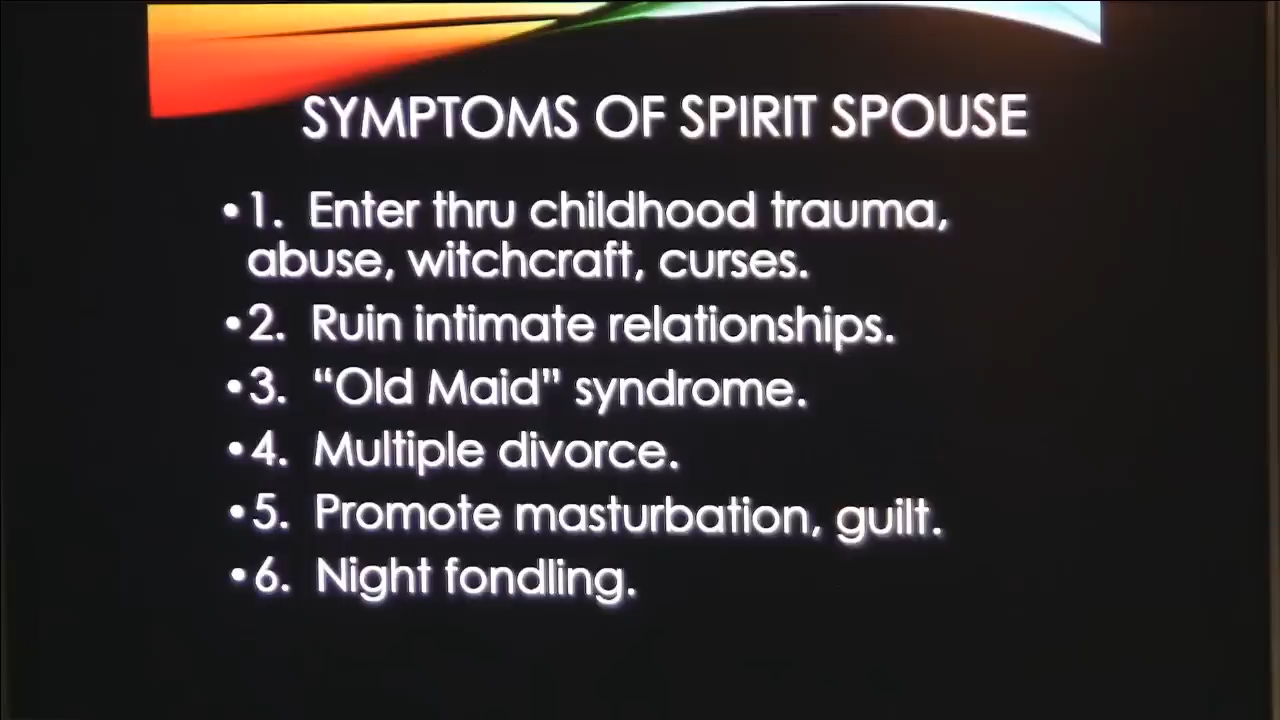 SYMPTOMS OF SPIRIT SPOUSE
•1. Enter thru childhood trauma,
abuse, witchcraft, curses.
•2. Ruin intimate relationships.
•3. “Old Maid” syndrome.
•4. Multiple divorce.
•5. Promote masturbation, guilt.
•6. Night fondling.